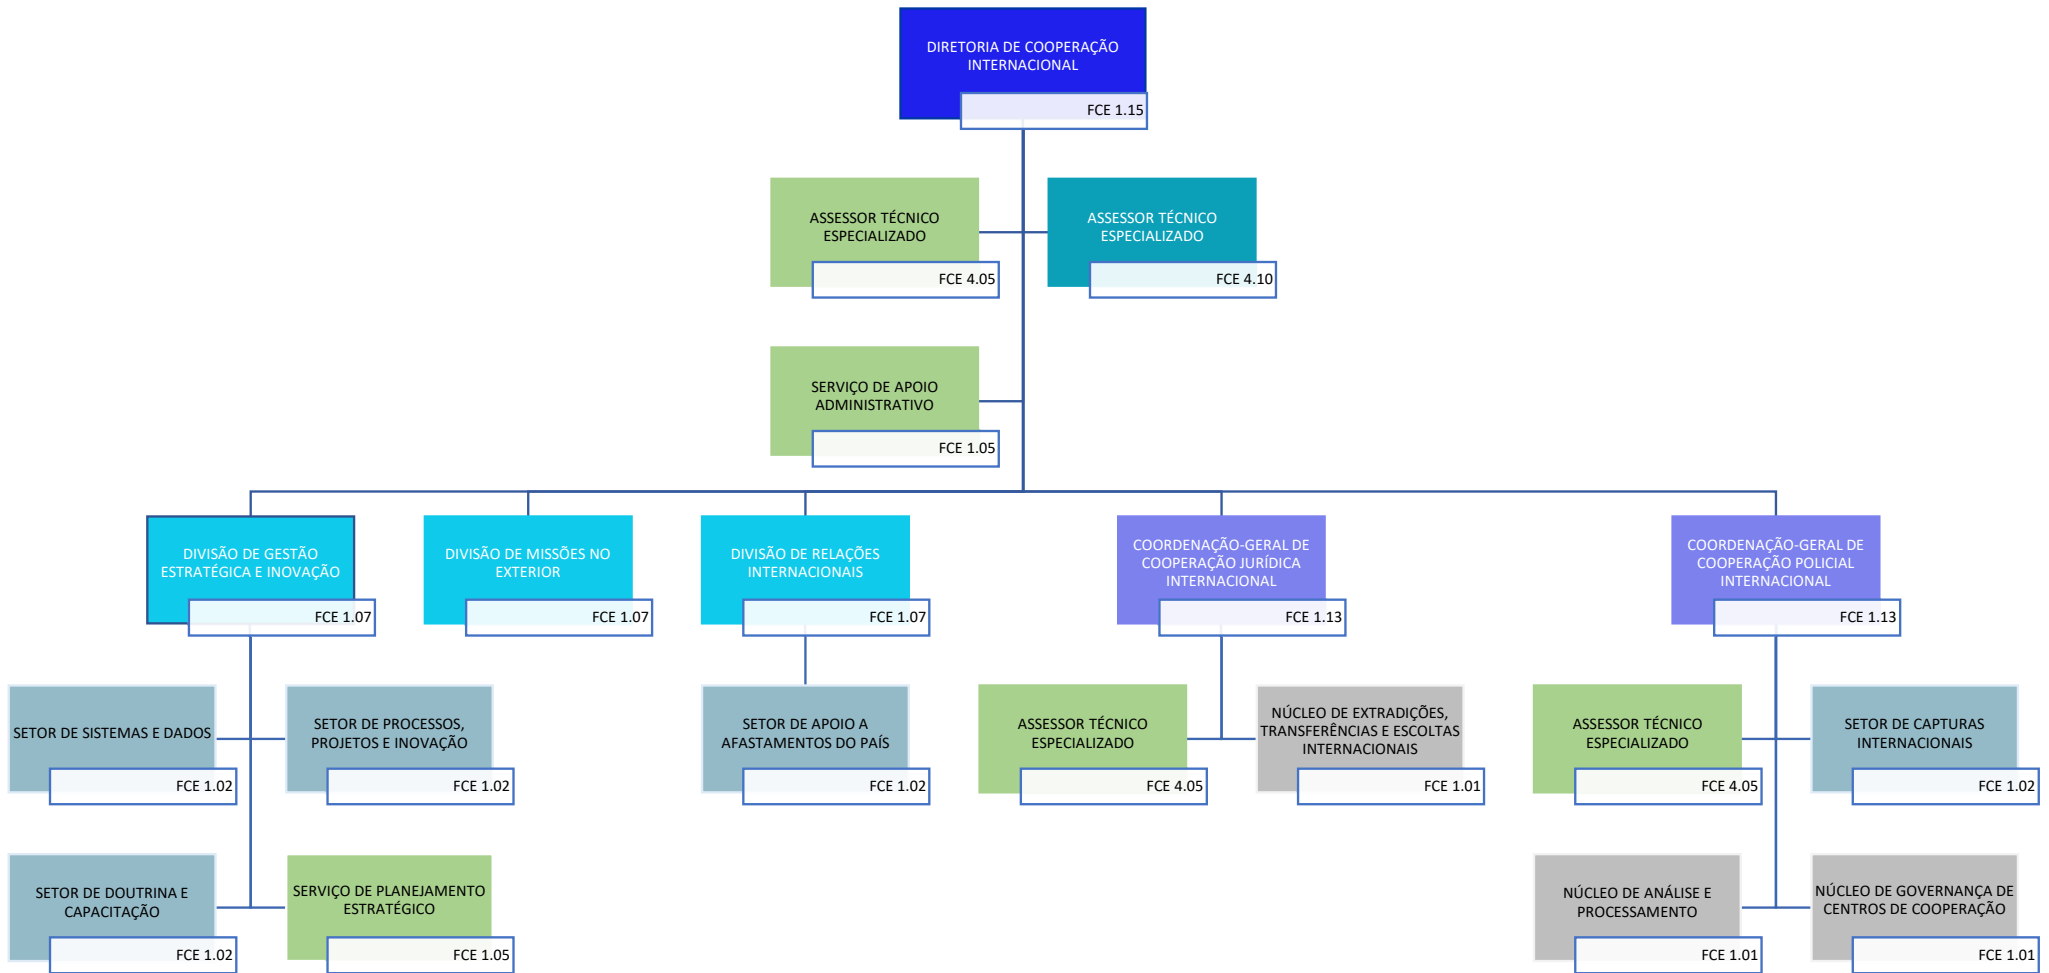 DIRETORIA DE COOPERAÇÃO
INTERNACIONAL
FCE 1.15
ASSESSOR TÉCNICO
ESPECIALIZADO
FCE 4.05
ASSESSOR TÉCNICO
ESPECIALIZADO
FCE 4.10
SERVIÇO DE APOIO
ADMINISTRATIVO
FCE 1.05
DIVISÃO DE GESTÃO
ESTRATÉGICA E INOVAÇÃO
FCE 1.07
DIVISÃO DE MISSÕES NO
EXTERIOR
FCE 1.07
DIVISÃO DE RELAÇÕES
INTERNACIONAIS
FCE 1.07
COORDENAÇÃO-GERAL DE
COOPERAÇÃO JURÍDICA
INTERNACIONAL
FCE 1.13
COORDENAÇÃO-GERAL DE
COOPERAÇÃO POLICIAL
INTERNACIONAL
FCE 1.13
SETOR DE SISTEMAS E DADOS
FCE 1.02
SETOR DE PROCESSOS,
PROJETOS E INOVAÇÃO
FCE 1.02
SETOR DE APOIO A
AFASTAMENTOS DO PAÍS
FCE 1.02
ASSESSOR TÉCNICO
ESPECIALIZADO
FCE 4.05
NÚCLEO DE EXTRADIÇÕES,
TRANSFERÊNCIAS E ESCOLTAS
INTERNACIONAIS
FCE 1.01
ASSESSOR TÉCNICO
ESPECIALIZADO
FCE 4.05
SETOR DE CAPTURAS
INTERNACIONAIS
FCE 1.02
SETOR DE DOUTRINA E
CAPACITAÇÃO
FCE 1.02
SERVIÇO DE PLANEJAMENTO
ESTRATÉGICO
FCE 1.05
NÚCLEO DE ANÁLISE E
PROCESSAMENTO
FCE 1.01
NÚCLEO DE GOVERNANÇA DE
CENTROS DE COOPERAÇÃO
FCE 1.01